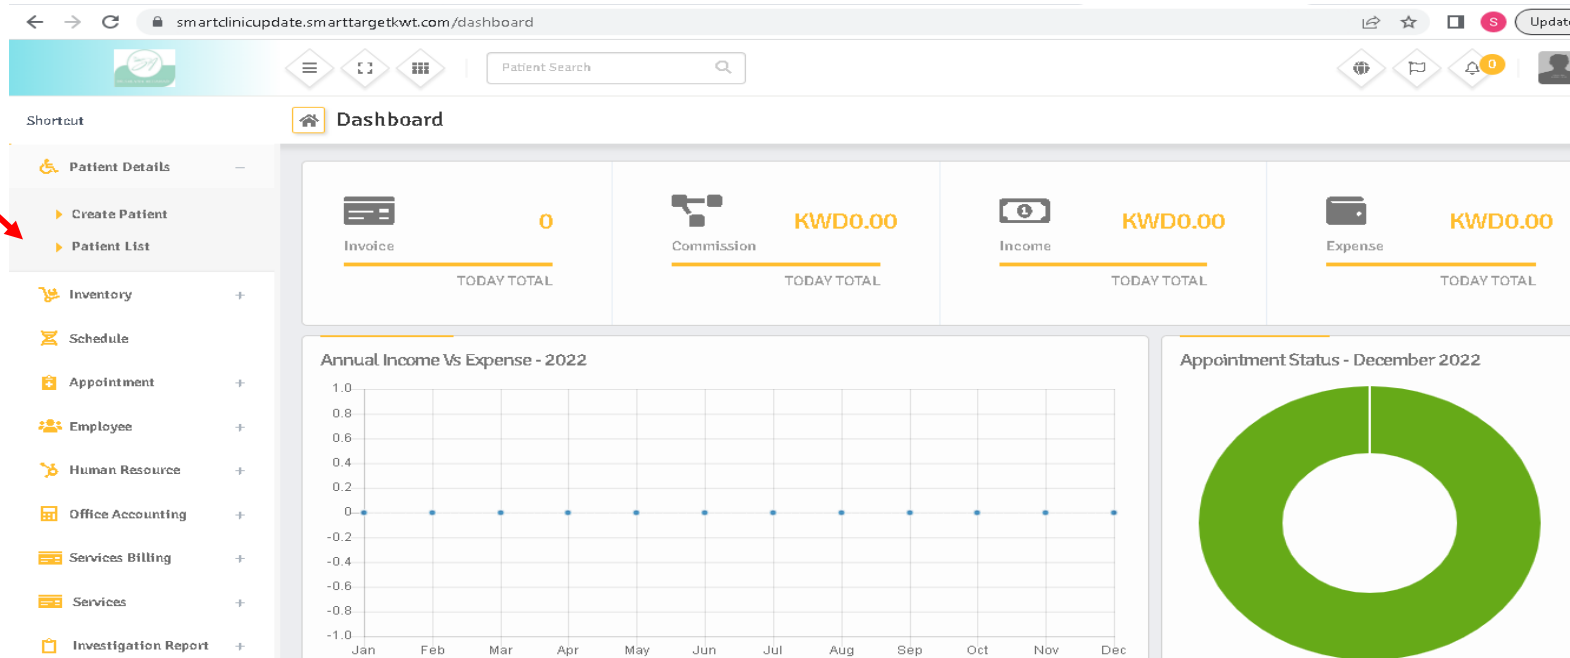 smartclinicupdate.smarttargetkwt.com/dashboard
S
Update
Patient Search
0
Shortcut
Dashboard
Patient Details
Create Patient
Patient List
Inventory
Schedule
Appointment
Employee
Human Resource
Office Accounting
Services Billing
Services
Investigation Report
Invoice
0
TODAY TOTAL
Commission
KWD0.00
TODAY TOTAL
Income
KWD0.00
TODAY TOTAL
Expense
KWD0.00
TODAY TOTAL
Annual Income Vs Expense - 2022
1.0
0.8
0.6
0.4
0.2
0
-0.2
-0.4
-0.6
-0.8
-1.0
Jan Feb Mar Apr May Jun Jul Aug Sep Oct Nov Dec
Appointment Status - December 2022